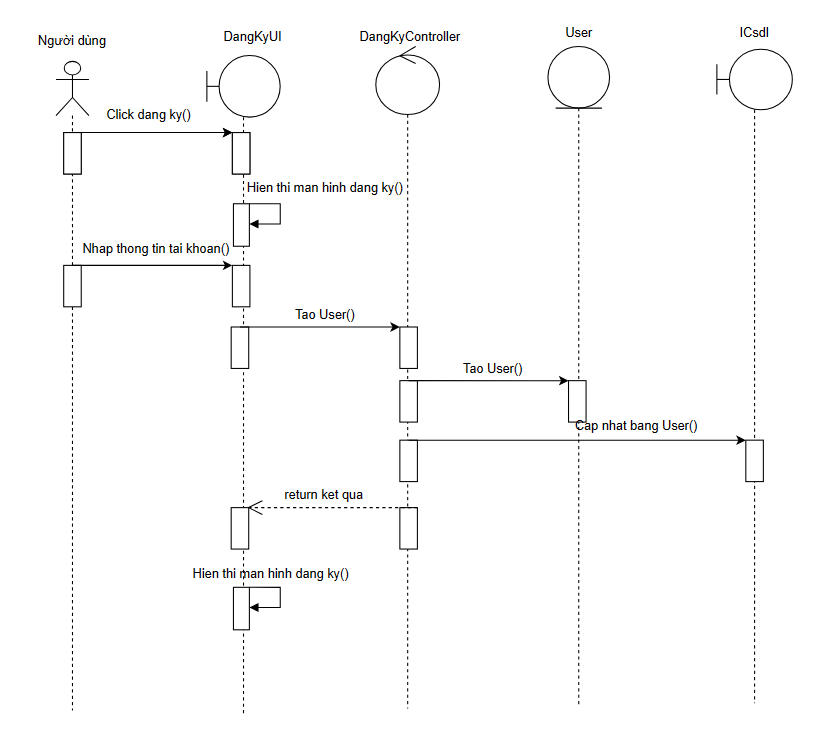 Người dùng
DangKyUI
DangKyController
User
ICsdl
Click dang ky()
Hien thi man hinh dang ky()
Nhap thong tin tai khoan()
Tao User()
Tao User()
Cap nhat bang User()
return ket qua
Hien thi man hinh dang ky()